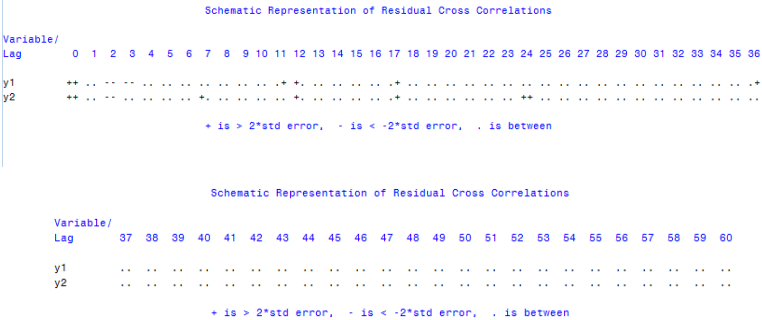 Schematic Representation of Residual Cross Correlations
Variable/
Lag 0 1 2 3 4 5 6 7 8 9 10 11 12 13 14 15 16 17 18 19 20 21 22 23 24 25 26 27 28 29 30 31 32 33 34 35 36
y1 ++ .. -- -- .. .. .. .. .. .. .. .+ +. .. .. .. .. .+ .. .. .. .. .. .. .. .. .. .. .. .. .. .. .. .. .. .. .+
y2 ++ .. -- .. .. .. .. +. .. .. .. .. +. .. .. .. .. .+ .. .. .. .. .. .. ++ .. .. .. .. .. .. .. .. .. .. .. ..
+ is > 2*std error, - is < -2*std error, . is between
Schematic Representation of Residual Cross Correlations
Variable/
Lag 37 38 39 40 41 42 43 44 45 46 47 48 49 50 51 52 53 54 55 56 57 58 59 60
y1 .. .. .. .. .. .. .. .. .. .. .. .. .. .. .. .. .. .. .. .. .. .. .. ..
y2 .. .. .. .. .. .. .. .. .. .. .. .. .. .. .. .. .. .. .. .. .. .. .. ..
+ is > 2*std error, - is < -2*std error, . is between